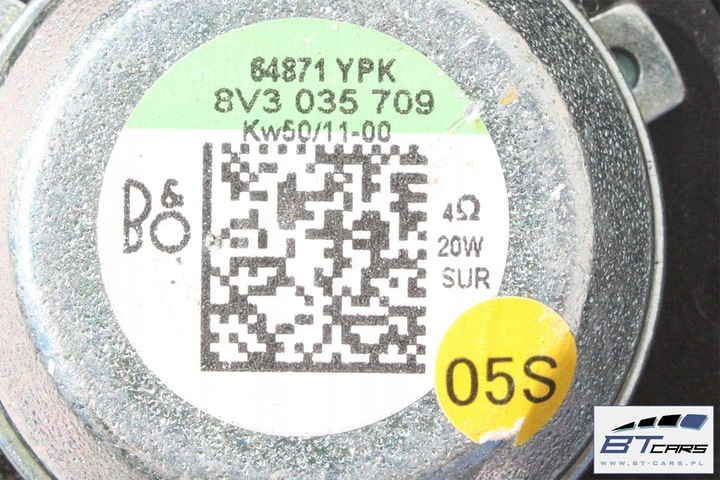 64871 YPK
8V3 035 709
Kw50/11-00
B&O
4Ω
20W
SUR
05S
BT CARS
WWW.BT-CARS.PL